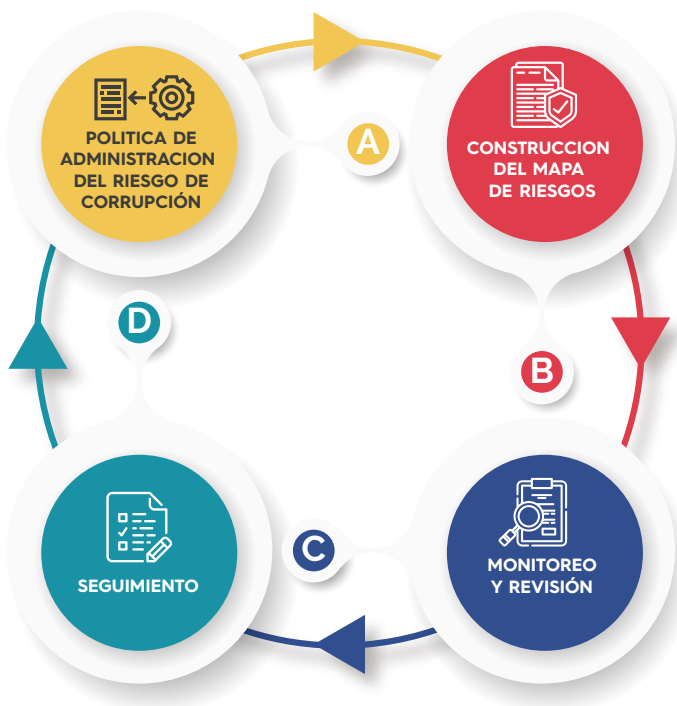 POLITICA DE
ADMINISTRACION
DEL RIESGO DE
CORRUPCIÓN
A
CONSTRUCCION
DEL MAPA
DE RIESGOS
B
MONITOREO
Y REVISIÓN
C
SEGUIMIENTO
D